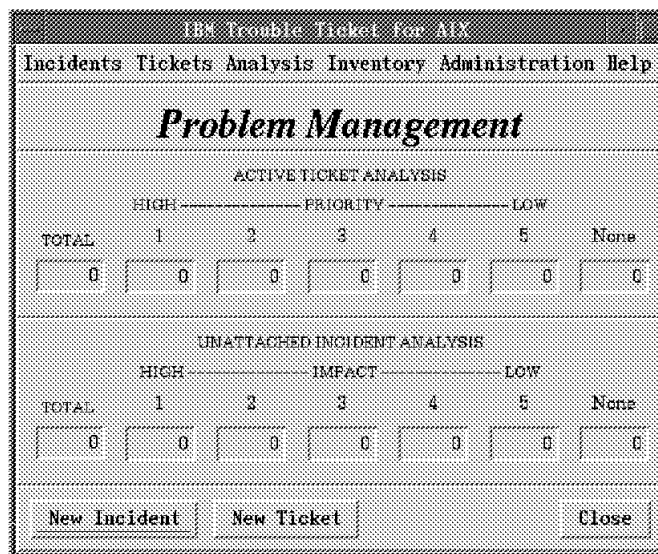 IBM Trouble Ticket for AIX
Incidents Tickets Analysis Inventory Administration Help
Problem Management
ACTIVE TICKET ANALYSIS
HIGH ---------------- PRIORITY ---------------- LOW
TOTAL 1 2 3 4 5 None
0 0 0 0 0 0 0
UNATTACHED INCIDENT ANALYSIS
HIGH ---------------- IMPACT ---------------- LOW
TOTAL 1 2 3 4 5 None
0 0 0 0 0 0 0
New Incident New Ticket Close